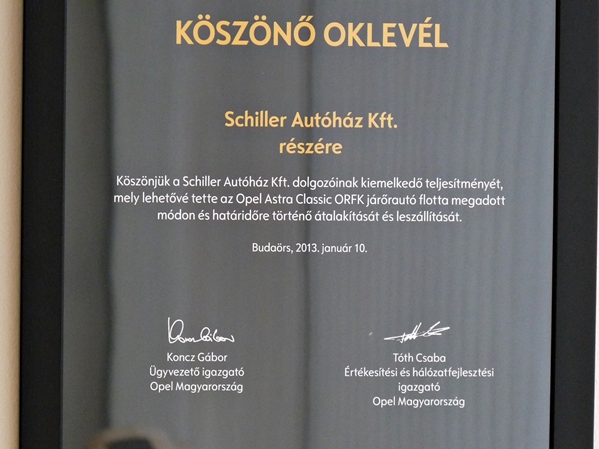 KÖSZÖNŐ OKLEVÉL
Schiller Autóház Kft.
részére
Köszönjük a Schiller Autóház Kft. dolgozóinak kiemelkedő teljesítményét,
mely lehetővé tette az Opel Astra Classic ORFK járőrautó flotta megadott
módon és határidőre történő átalakítását és leszállítását.
Budaörs, 2013. január 10.
Koncz Gábor
Ügyvezető igazgató
Opel Magyarország
Tóth Csaba
Értékesítési és hálózatfejlesztési
igazgató
Opel Magyarország